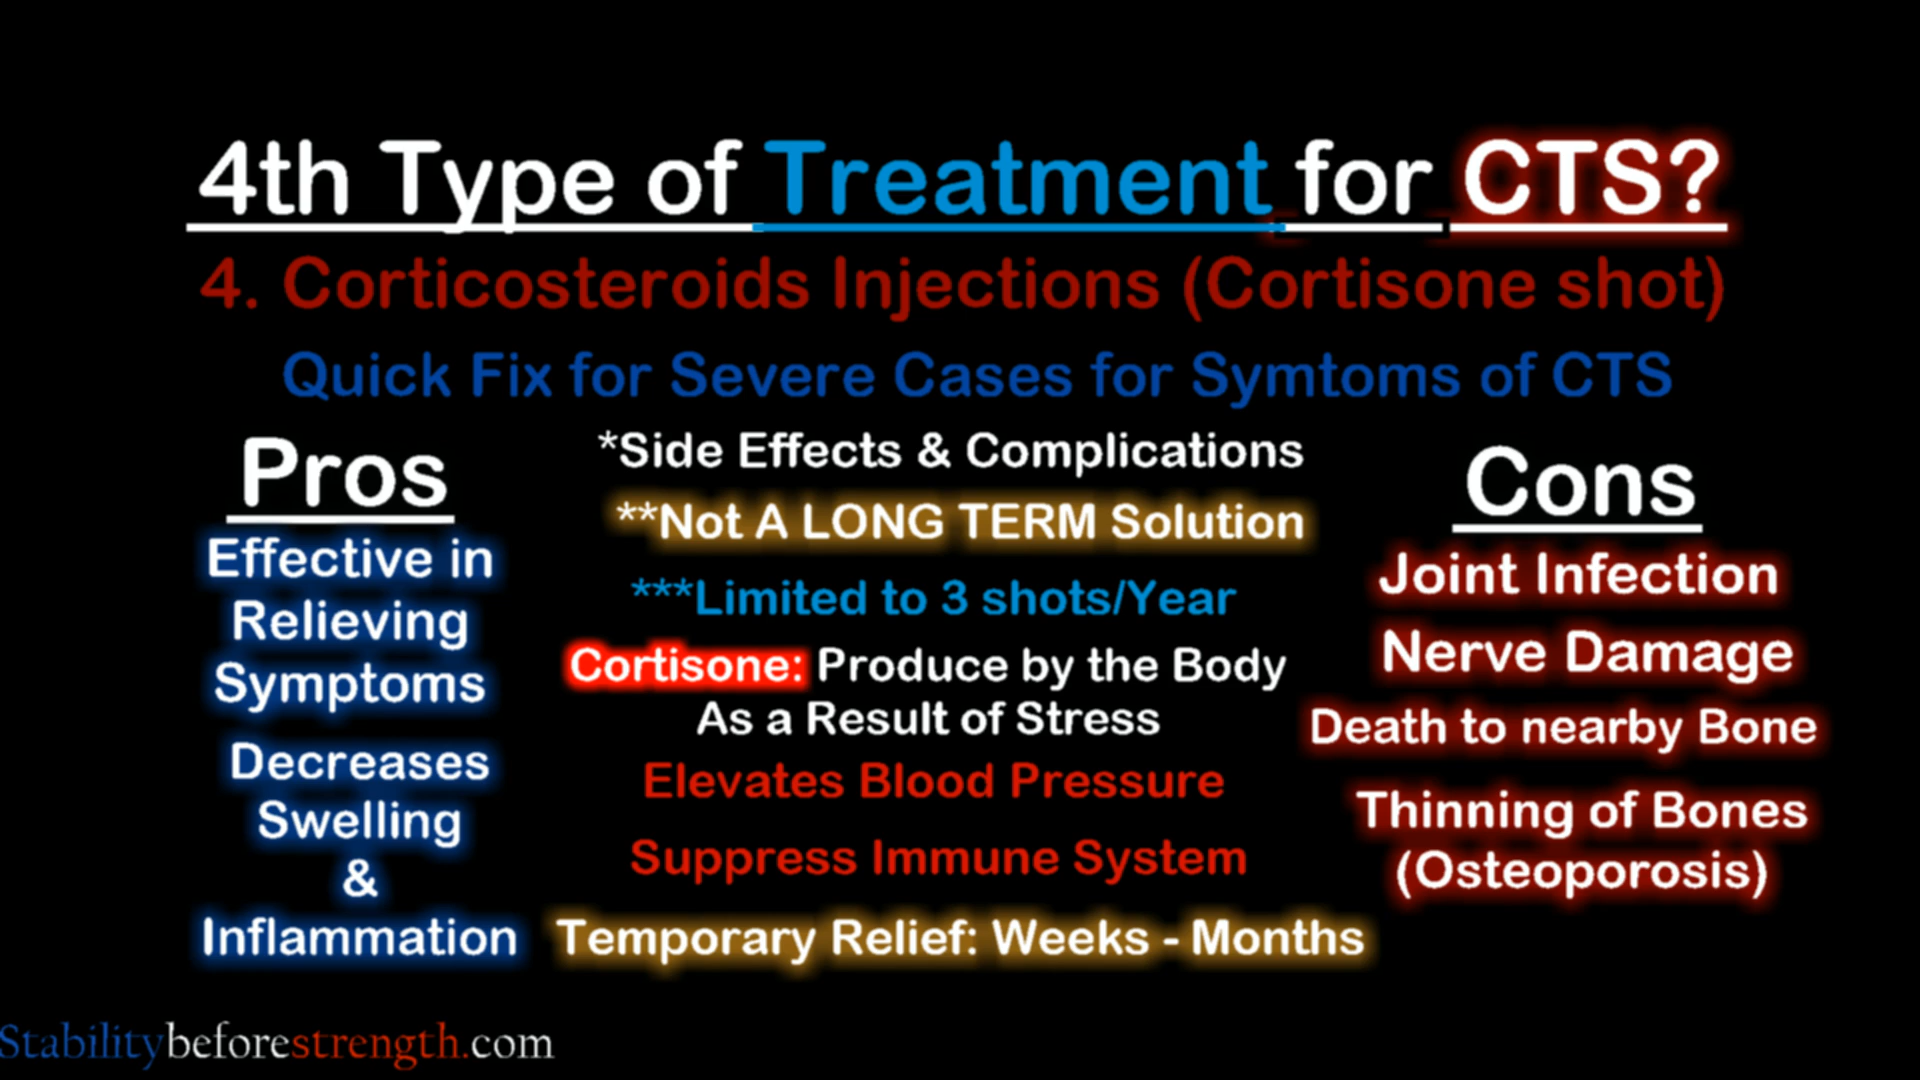 4th Type of Treatment for CTS?
4. Corticosteroids Injections (Cortisone shot)
Quick Fix for Severe Cases for Symtoms of CTS
Pros
Effective in
Relieving
Symptoms
Decreases
Swelling
&
Inflammation
*Side Effects & Complications
**Not A LONG TERM Solution
***Limited to 3 shots/Year
Cortisone: Produce by the Body
As a Result of Stress
Elevates Blood Pressure
Suppress Immune System
Temporary Relief: Weeks - Months
Cons
Joint Infection
Nerve Damage
Death to nearby Bone
Thinning of Bones
(Osteoporosis)
Stabilitybeforestrength.com